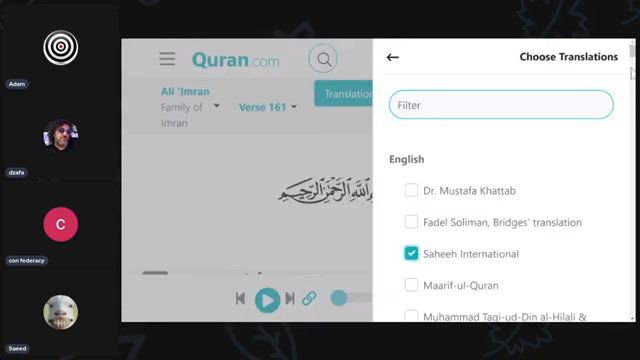 Adam
dzafa
C
con federacy
Saeed
Quran.com
Ali 'Imran
Family of
Imran
Verse 161
Translation
Choose Translations
Filter
English
Dr. Mustafa Khattab
Fadel Soliman, Bridges' translation
Saheeh International
Maarif-ul-Quran
Muhammad Taqi-ud-Din al-Hilali &